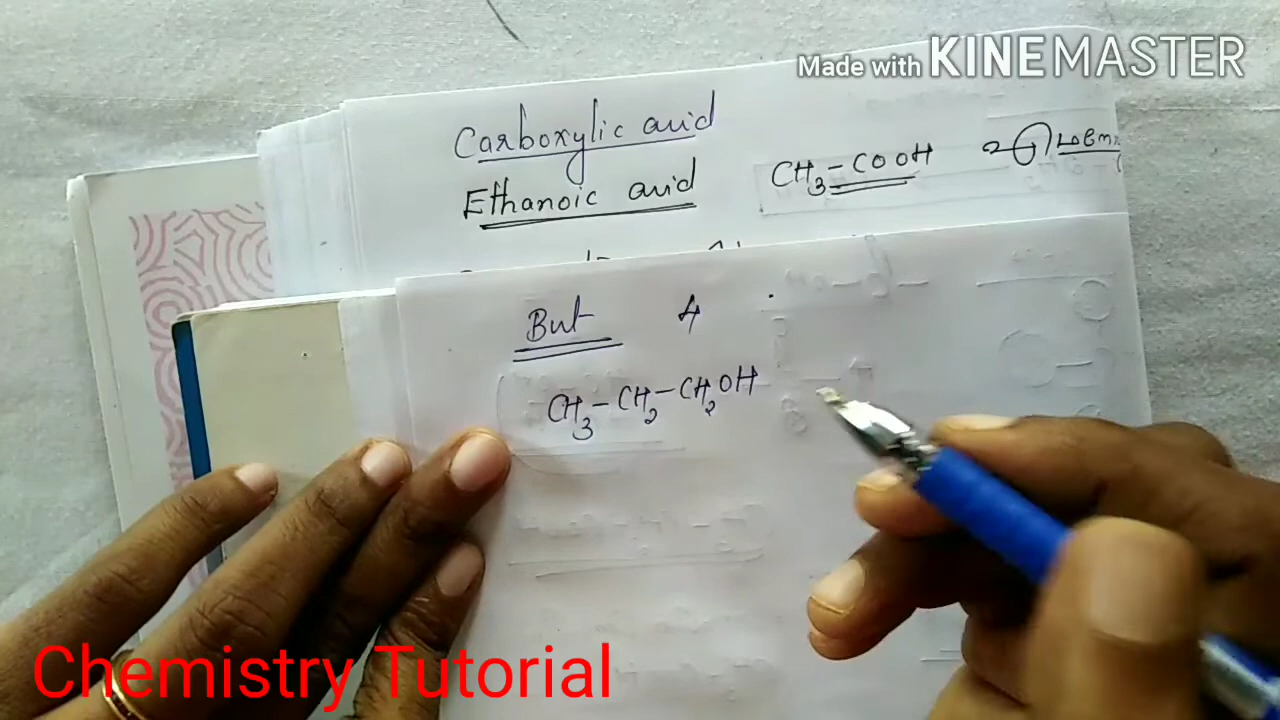 Made with KINEMASTER
Carboxylic acid
Ethanoic acid
CH3-COOH
But 4
CH3-CH2-CH2OH
Chemistry Tutorial